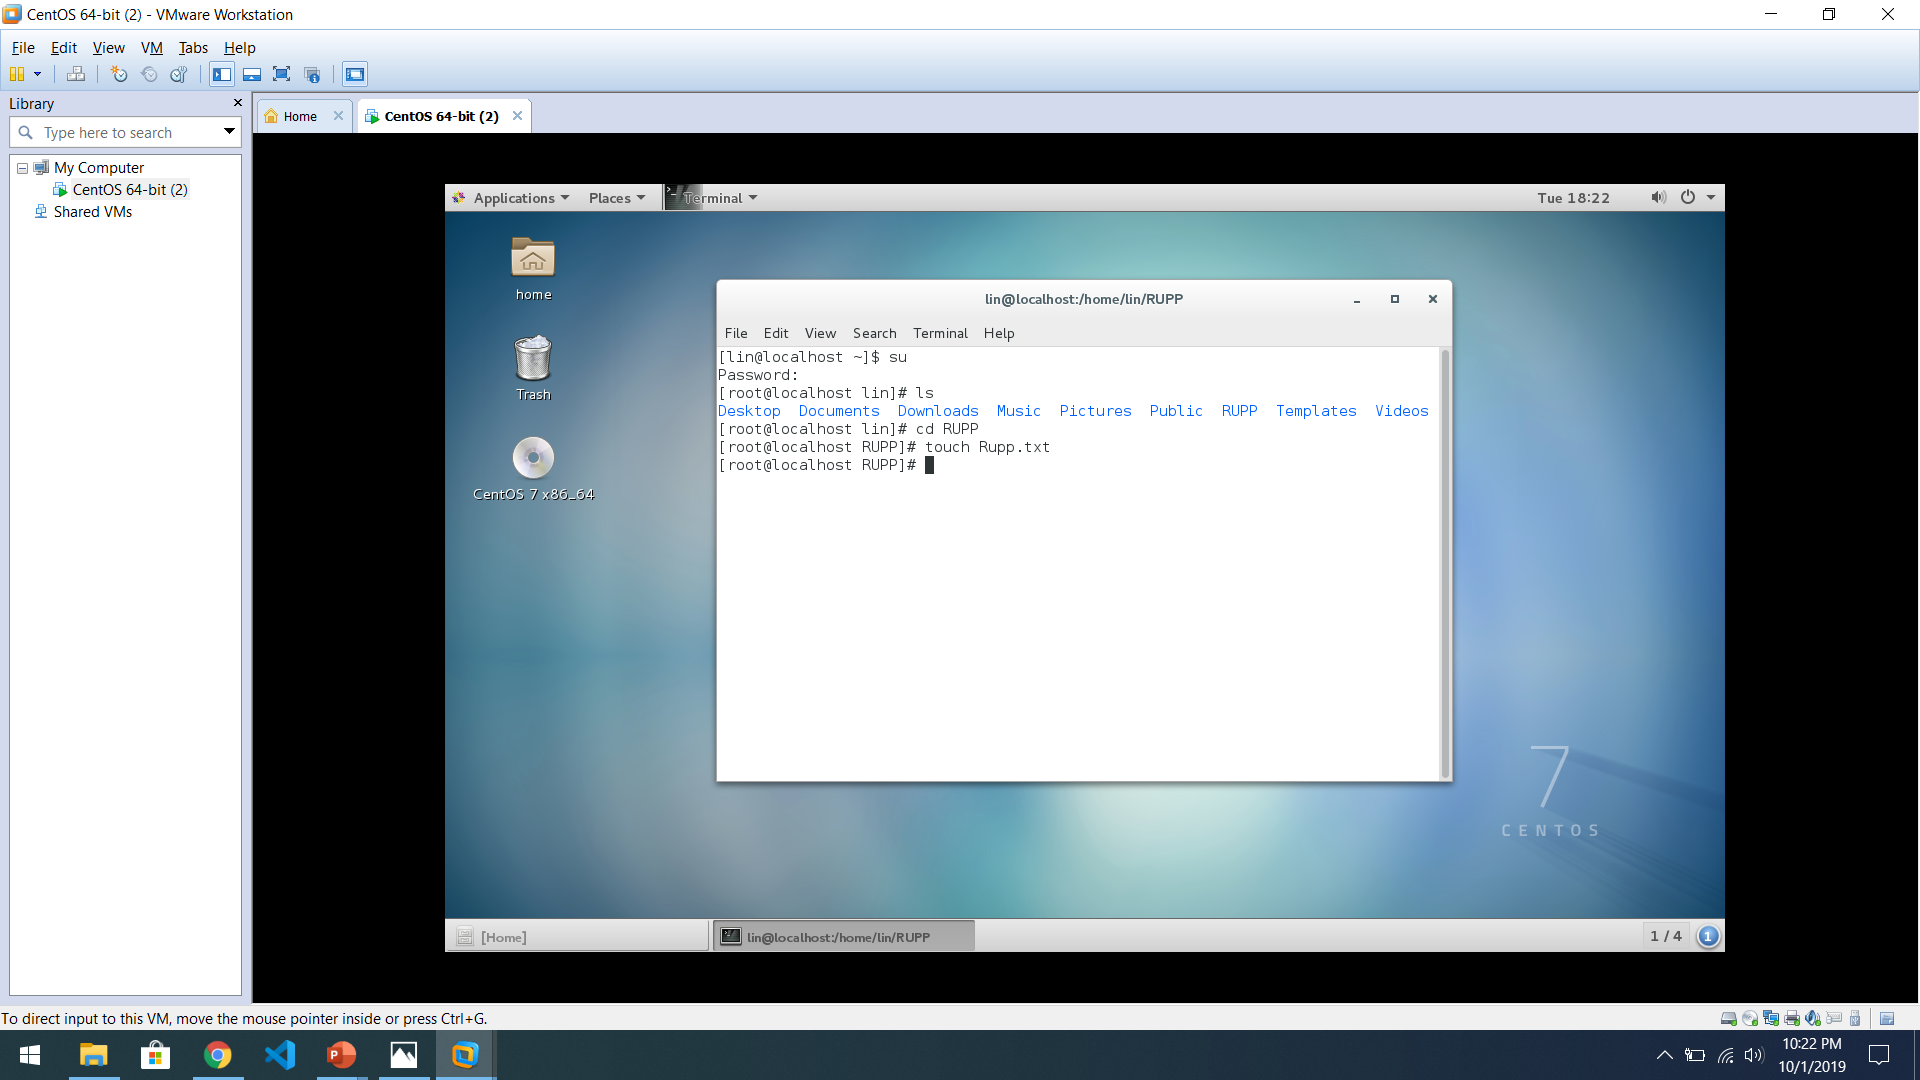 CentOS 64-bit (2) - VMware Workstation
File Edit View VM Tabs Help
Library
Type here to search
My Computer
CentOS 64-bit (2)
Shared VMs
Home
CentOS 64-bit (2)
Applications Places Terminal Tue 18:22
home
Trash
CentOS 7 x86_64
lin@localhost:/home/lin/RUPP
File Edit View Search Terminal Help
[lin@localhost ~]$ su
Password:
[root@localhost lin]# ls
Desktop Documents Downloads Music Pictures Public RUPP Templates Videos
[root@localhost lin]# cd RUPP
[root@localhost RUPP]# touch Rupp.txt
[root@localhost RUPP]#
7
CENTOS
[Home]
lin@localhost:/home/lin/RUPP
1 / 4
1
To direct input to this VM, move the mouse pointer inside or press Ctrl+G.
10:22 PM
10/1/2019